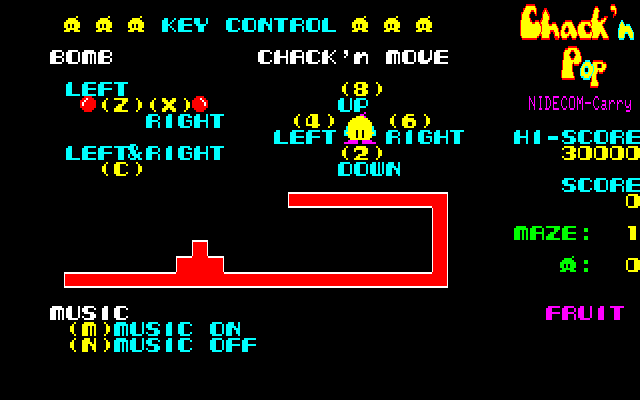 KEY CONTROL
BOMB
CHACK'n MOVE
LEFT
(Z)(X)
RIGHT
LEFT&RIGHT
(C)
(8)
UP
(4) (6)
LEFT RIGHT
(2)
DOWN
MUSIC
(M)MUSIC ON
(N)MUSIC OFF
Chack'n
Pop
NIDECOM-Carry
HI-SCORE
30000
SCORE
0
MAZE: 1
: 0
FRUIT